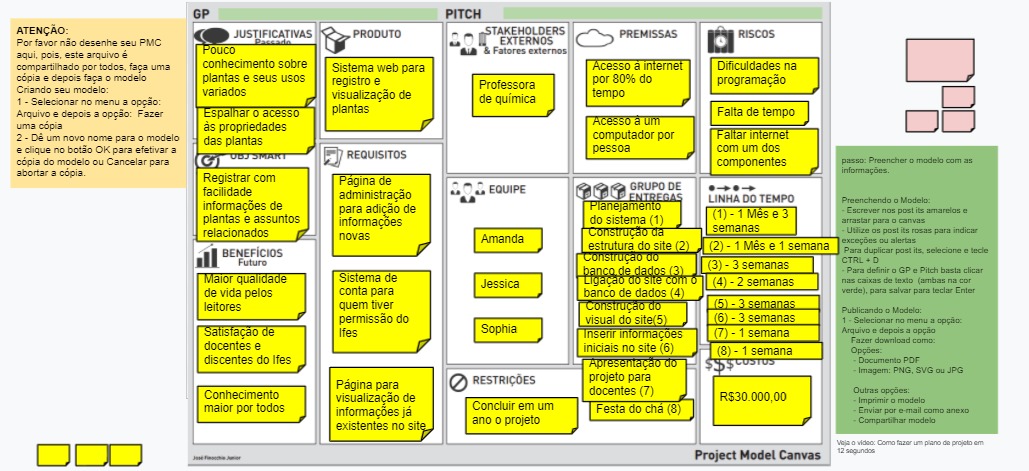 ATENÇÃO:
Por favor não desenhe seu PMC
aqui, pois, este arquivo é
compartilhado por todos, faça uma
cópia e depois faça o modelo
Criando seu modelo:
1 - Selecionar no menu a opção:
Arquivo e depois a opção: Fazer
uma cópia
2 - Dê um novo nome para o modelo
e clique no botão OK para efetivar a
cópia do modelo ou Cancelar para
abortar a cópia.
GP
PITCH
JUSTIFICATIVAS
Passado
Pouco
conhecimento sobre
plantas e seus usos
variados
Espalhar o acesso
às propriedades
das plantas
OBJ SMART
Registrar com
facilidade
informações de
plantas e assuntos
relacionados
BENEFÍCIOS
Futuro
Maior qualidade
de vida pelos
leitores
Satisfação de
docentes e
discentes do Ifes
Conhecimento
maior por todos
PRODUTO
Sistema web para
registro e
visualização de
plantas
REQUISITOS
Página de
administração
para adição de
informações
novas
Sistema de
conta para
quem tiver
permissão do
Ifes
Página para
visualização de
informações já
existentes no site
STAKEHOLDERS
EXTERNOS
& Fatores externos
Professora
de química
EQUIPE
Amanda
Jessica
Sophia
RESTRIÇÕES
Concluir em um
ano o projeto
PREMISSAS
Acesso à internet
por 80% do
tempo
Acesso à um
computador por
pessoa
GRUPO DE
ENTREGAS
Planejamento
do sistema (1)
Construção da
estrutura do site (2)
Construção do
banco de dados (3)
Ligação do site com o
banco de dados (4)
Construção do
visual do site(5)
Inserir informações
iniciais no site (6)
Apresentação do
projeto para
docentes (7)
Festa do chá (8)
RISCOS
Dificuldades na
programação
Falta de tempo
Faltar internet
com um dos
componentes
LINHA DO TEMPO
(1) - 1 Mês e 3
semanas
(2) - 1 Mês e 1 semana
(3) - 3 semanas
(4) - 2 semanas
(5) - 3 semanas
(6) - 3 semanas
(7) - 1 semana
(8) - 1 semana
$$$ CUSTOS
R$30.000,00
José Finocchio Junior
Project Model Canvas
passo: Preencher o modelo com as
informações.
Preenchendo o Modelo:
- Escrever nos post its amarelos e
arrastar para o canvas
- Utilize os post its rosas para indicar
exceções ou alertas
Para duplicar post its, selecione e tecle
CTRL + D
- Para definir o GP e Pitch basta clicar
nas caixas de texto (ambas na cor
verde), para salvar para teclar Enter
Publicando o Modelo:
1 - Selecionar no menu a opção:
Arquivo e depois a opção
Fazer download como:
Opções:
- Documento PDF
- Imagem: PNG, SVG ou JPG
Outras opções:
- Imprimir o modelo
- Enviar por e-mail como anexo
- Compartilhar modelo
Veja o vídeo: Como fazer um plano de projeto em
12 segundos